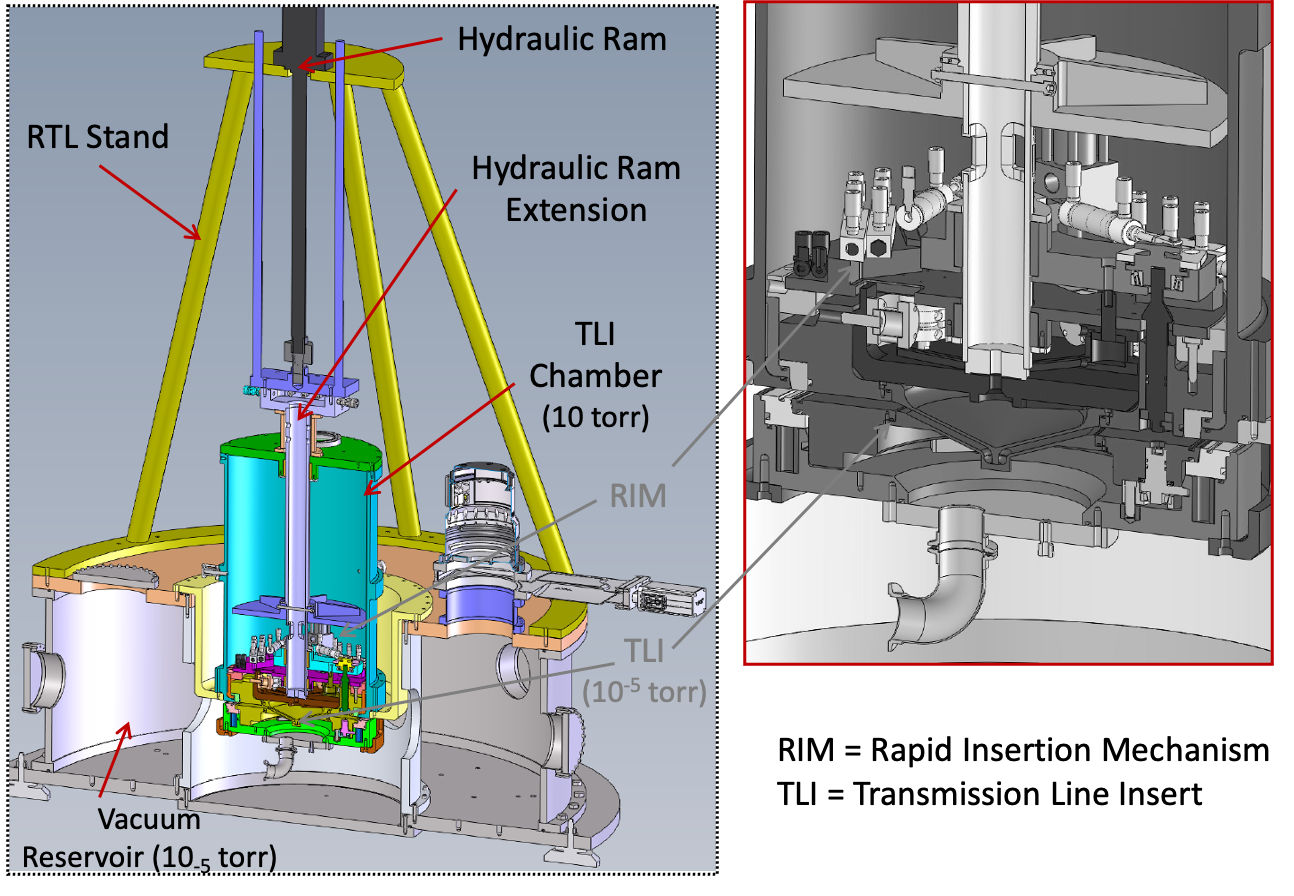 Hydraulic Ram
RTL Stand
Hydraulic Ram
Extension
TLI
Chamber
(10 torr)
RIM
TLI
(10-5 torr)
Vacuum
Reservoir (10-5 torr)
RIM = Rapid Insertion Mechanism
TLI = Transmission Line Insert